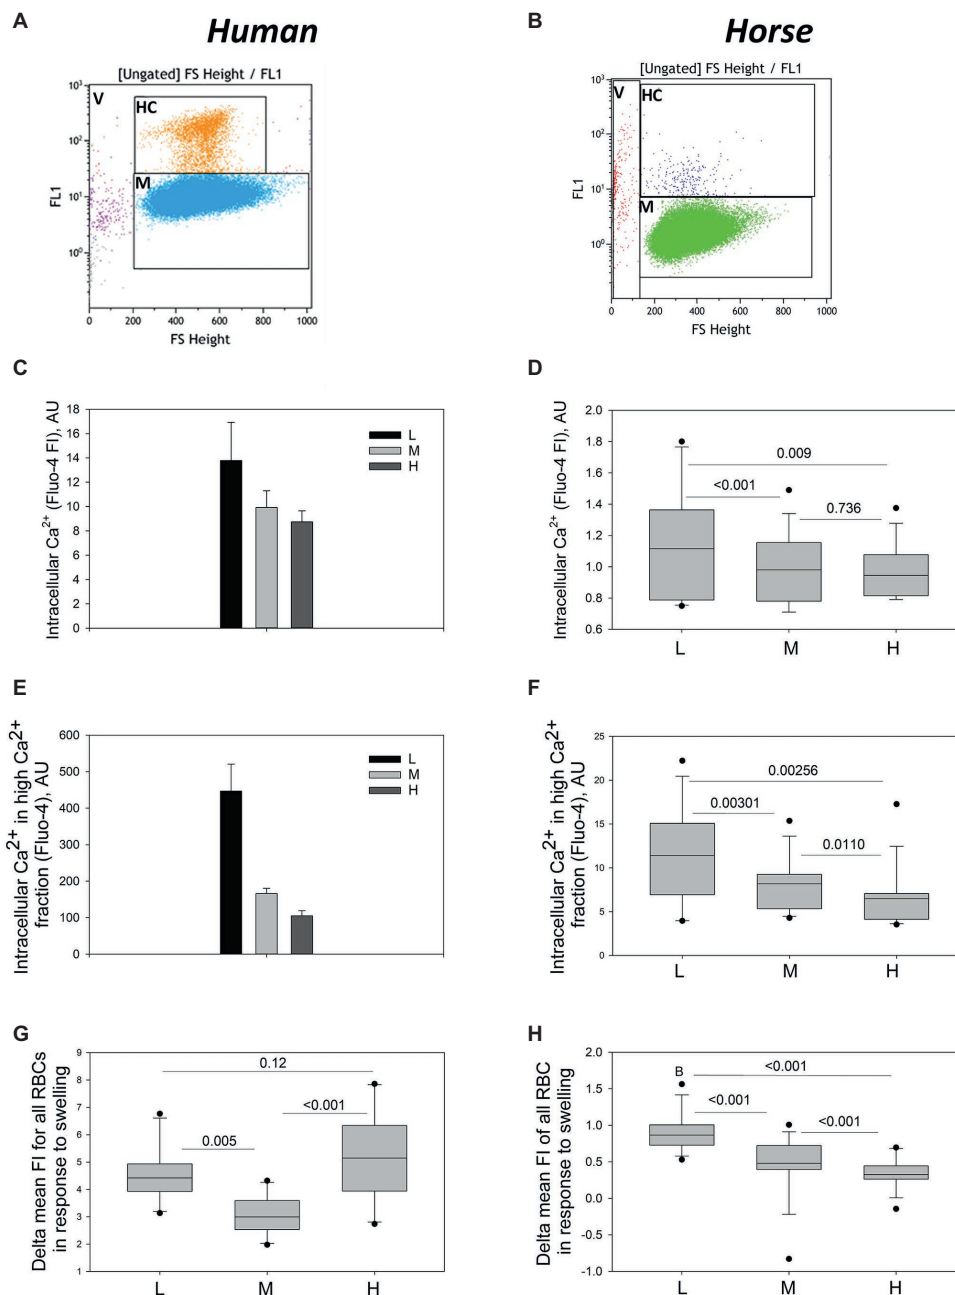 A
Human
[Ungated] FS Height / FL1
10³
10²
10¹
10⁰
FL1
V
HC
M
0
200
400
600
800
1000
FS Height
B
Horse
[Ungated] FS Height / FL1
10³
10²
10¹
10⁰
FL1
V
HC
M
0
200
400
600
800
1000
FS Height
C
Intracellular Ca²⁺ (Fluo-4 FI), AU
18
16
14
12
10
8
6
4
2
0
L
M
H
D
Intracellular Ca²⁺ (Fluo-4 FI), AU
2.0
1.8
1.6
1.4
1.2
1.0
0.8
0.6
0.009
<0.001
0.736
L
M
H
E
Intracellular Ca²⁺ in high Ca²⁺
fraction (Fluo-4), AU
600
500
400
300
200
100
0
L
M
H
F
Intracellular Ca²⁺ in high Ca²⁺
fraction (Fluo-4), AU
25
20
15
10
5
0
0.00256
0.00301
0.0110
L
M
H
G
Delta mean FI for all RBCs
in response to swelling
9
8
7
6
5
4
3
2
1
0.12
<0.001
0.005
L
M
H
H
Delta mean FI of all RBC
in response to swelling
2.0
1.5
1.0
0.5
0.0
-0.5
-1.0
B
<0.001
<0.001
<0.001
L
M
H